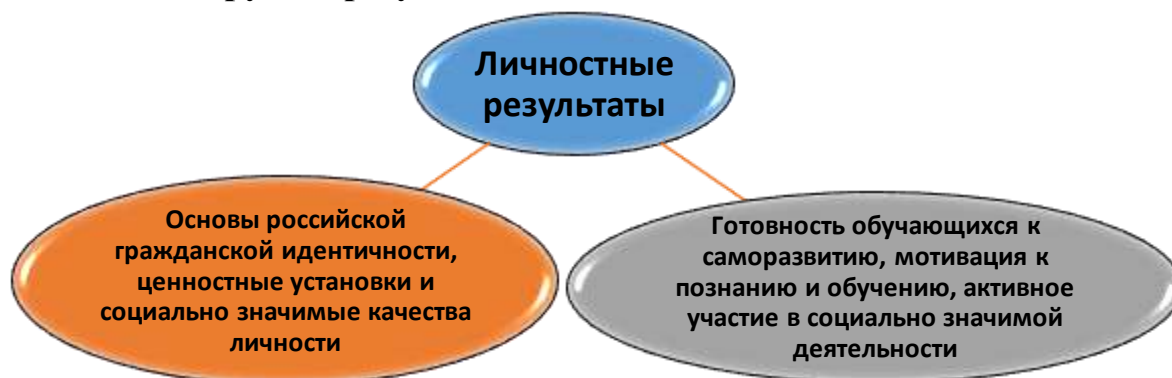 Личностные
результаты
Основы российской
гражданской идентичности,
ценностные установки и
социально значимые качества
личности
Готовность обучающихся к
саморазвитию, мотивация к
познанию и обучению, активное
участие в социально значимой
деятельности